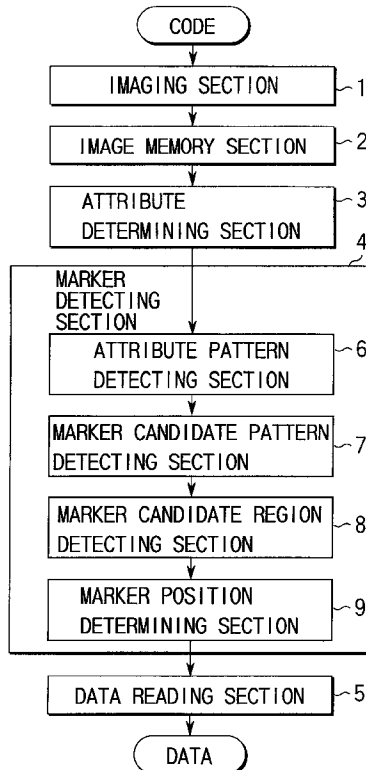 CODE
IMAGING SECTION
1
IMAGE MEMORY SECTION
2
ATTRIBUTE
DETERMINING SECTION
3
4
MARKER
DETECTING
SECTION
ATTRIBUTE PATTERN
DETECTING SECTION
6
MARKER CANDIDATE PATTERN
DETECTING SECTION
7
MARKER CANDIDATE REGION
DETECTING SECTION
8
MARKER POSITION
DETERMINING SECTION
9
DATA READING SECTION
5
DATA